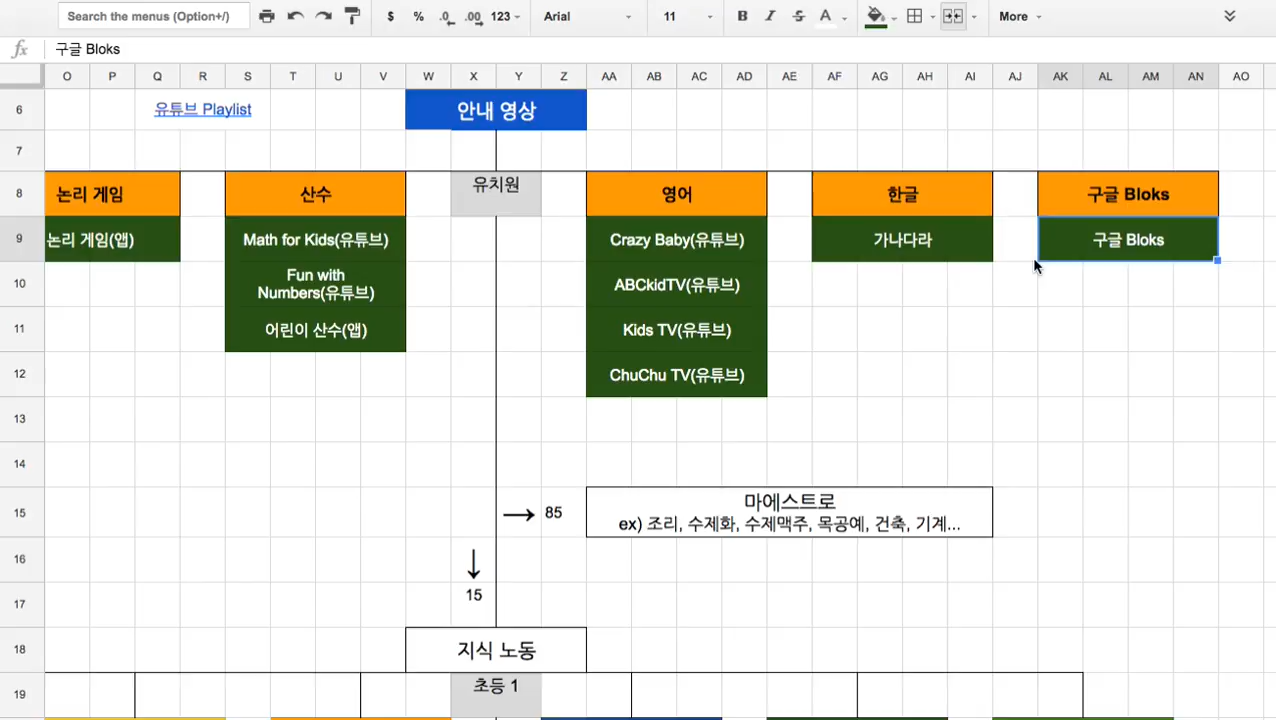 Search the menus (Option+/)
$ % .0 .00 123
Arial
11
B I S A
More
fx
구글 Bloks
O P Q R S T U V W X Y Z AA AB AC AD AE AF AG AH AI AJ AK AL AM AN AO
6
유튜브 Playlist
안내 영상
7
8
논리 게임
산수
유치원
영어
한글
구글 Bloks
9
논리 게임(앱)
Math for Kids(유튜브)
Crazy Baby(유튜브)
가나다라
구글 Bloks
10
Fun with
Numbers(유튜브)
ABCkidTV(유튜브)
11
어린이 산수(앱)
Kids TV(유튜브)
12
ChuChu TV(유튜브)
13
14
15
→ 85
마에스트로
ex) 조리, 수제화, 수제맥주, 목공예, 건축, 기계...
16
↓
17
15
18
지식 노동
19
초등 1